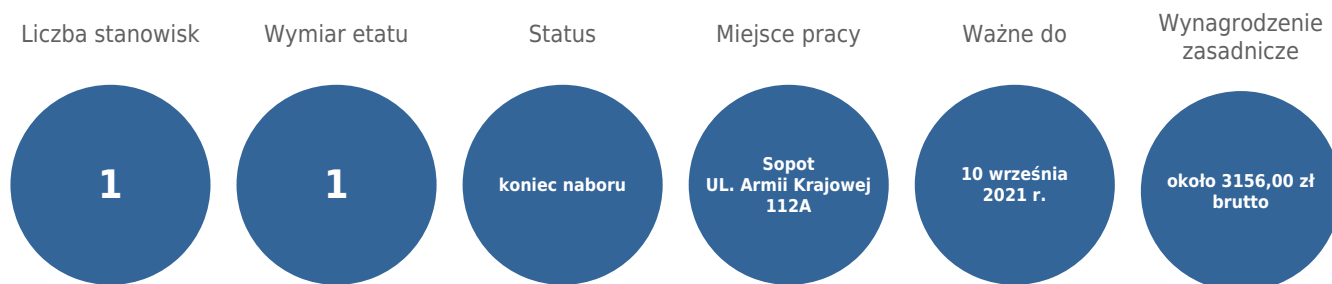 Liczba stanowisk
1
Wymiar etatu
1
Status
koniec naboru
Miejsce pracy
Sopot
UL. Armii Krajowej
112A
Ważne do
10 września
2021 r.
Wynagrodzenie
zasadnicze
około 3156,00 zł
brutto